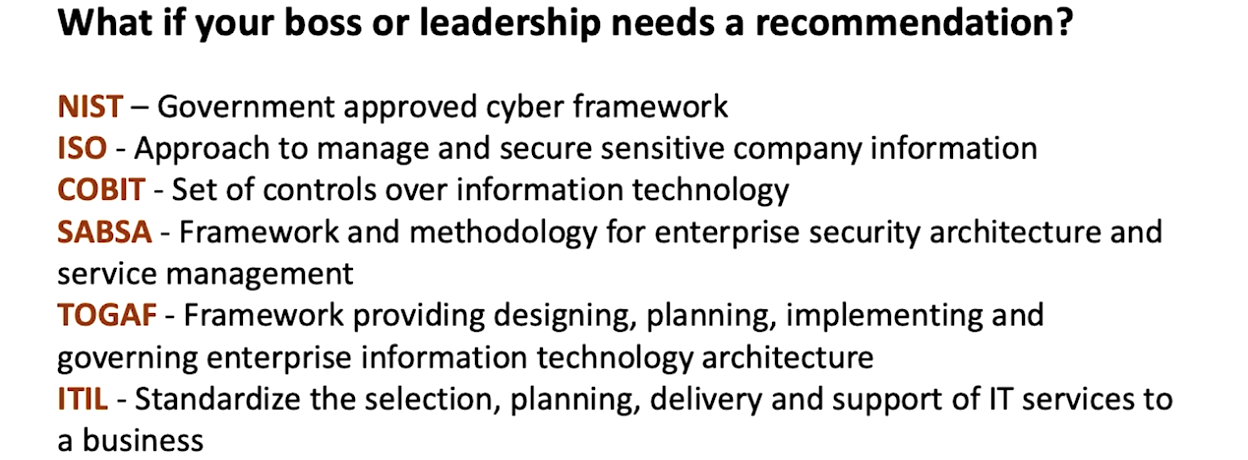 What if your boss or leadership needs a recommendation?
NIST – Government approved cyber framework
ISO - Approach to manage and secure sensitive company information
COBIT - Set of controls over information technology
SABSA - Framework and methodology for enterprise security architecture and
service management
TOGAF - Framework providing designing, planning, implementing and
governing enterprise information technology architecture
ITIL - Standardize the selection, planning, delivery and support of IT services to
a business